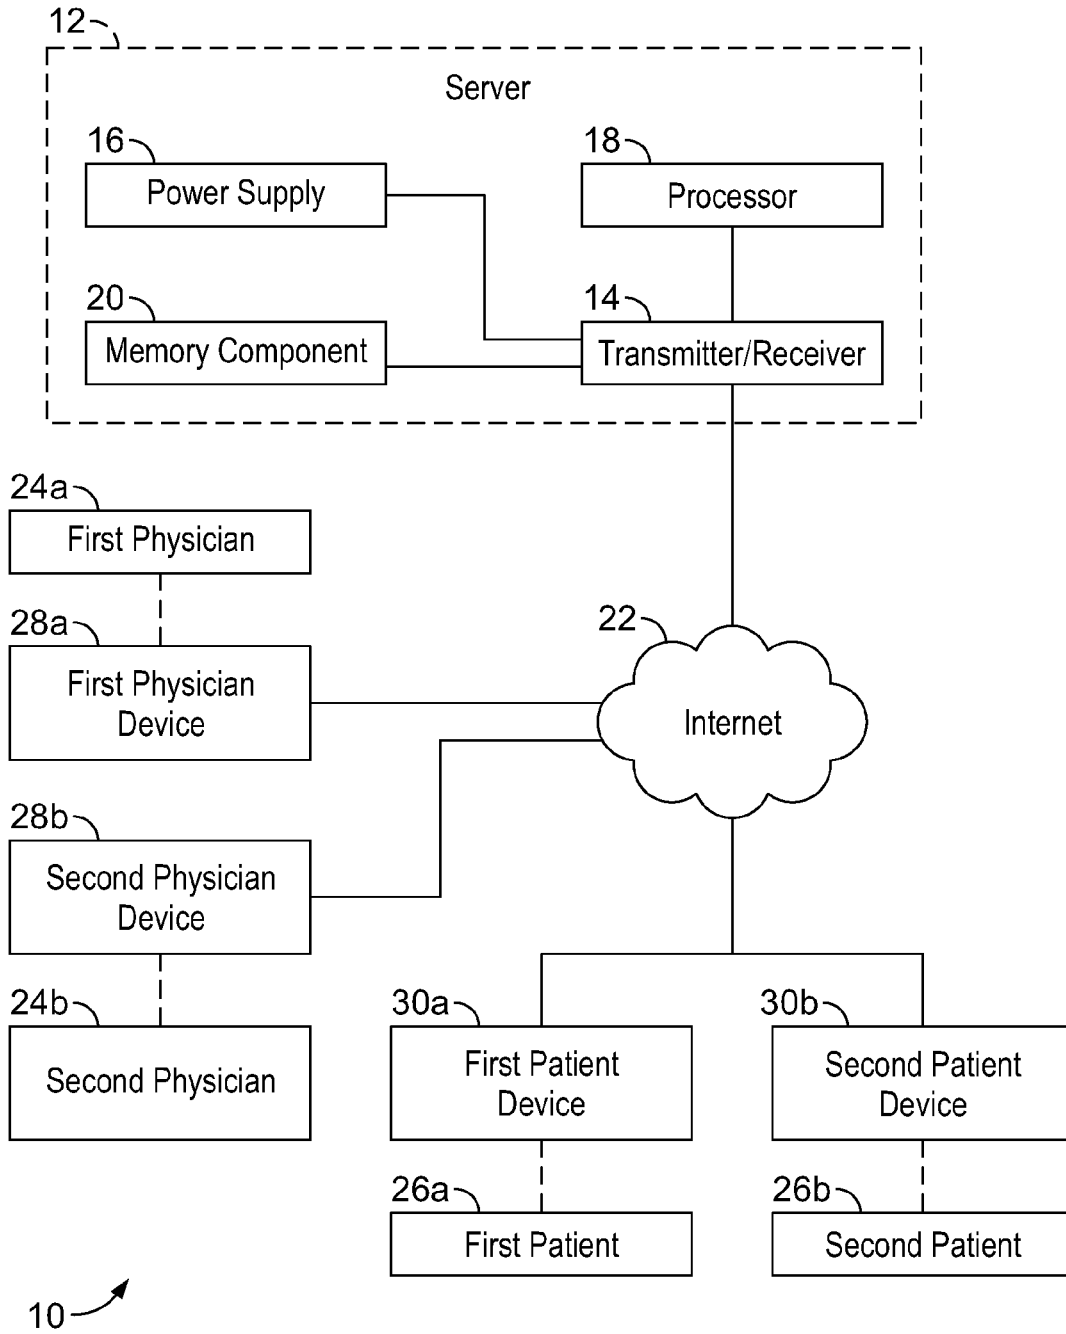 12
Server
16
18
Power Supply
Processor
20
14
Memory Component
Transmitter/Receiver
24a
First Physician
28a
First Physician
Device
22
Internet
28b
Second Physician
Device
24b
Second Physician
30a
30b
First Patient
Device
Second Patient
Device
26a
26b
First Patient
Second Patient
10